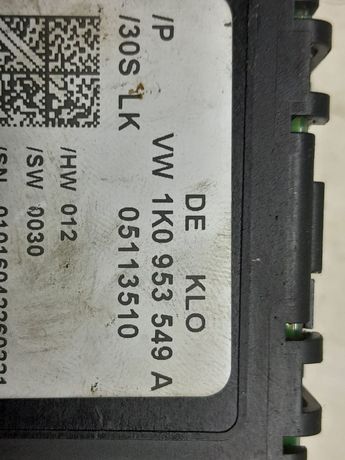 /P DE KLO
VW 1K0 953 549 A
/30S LK 05113510
/HW 012
/SW 0030